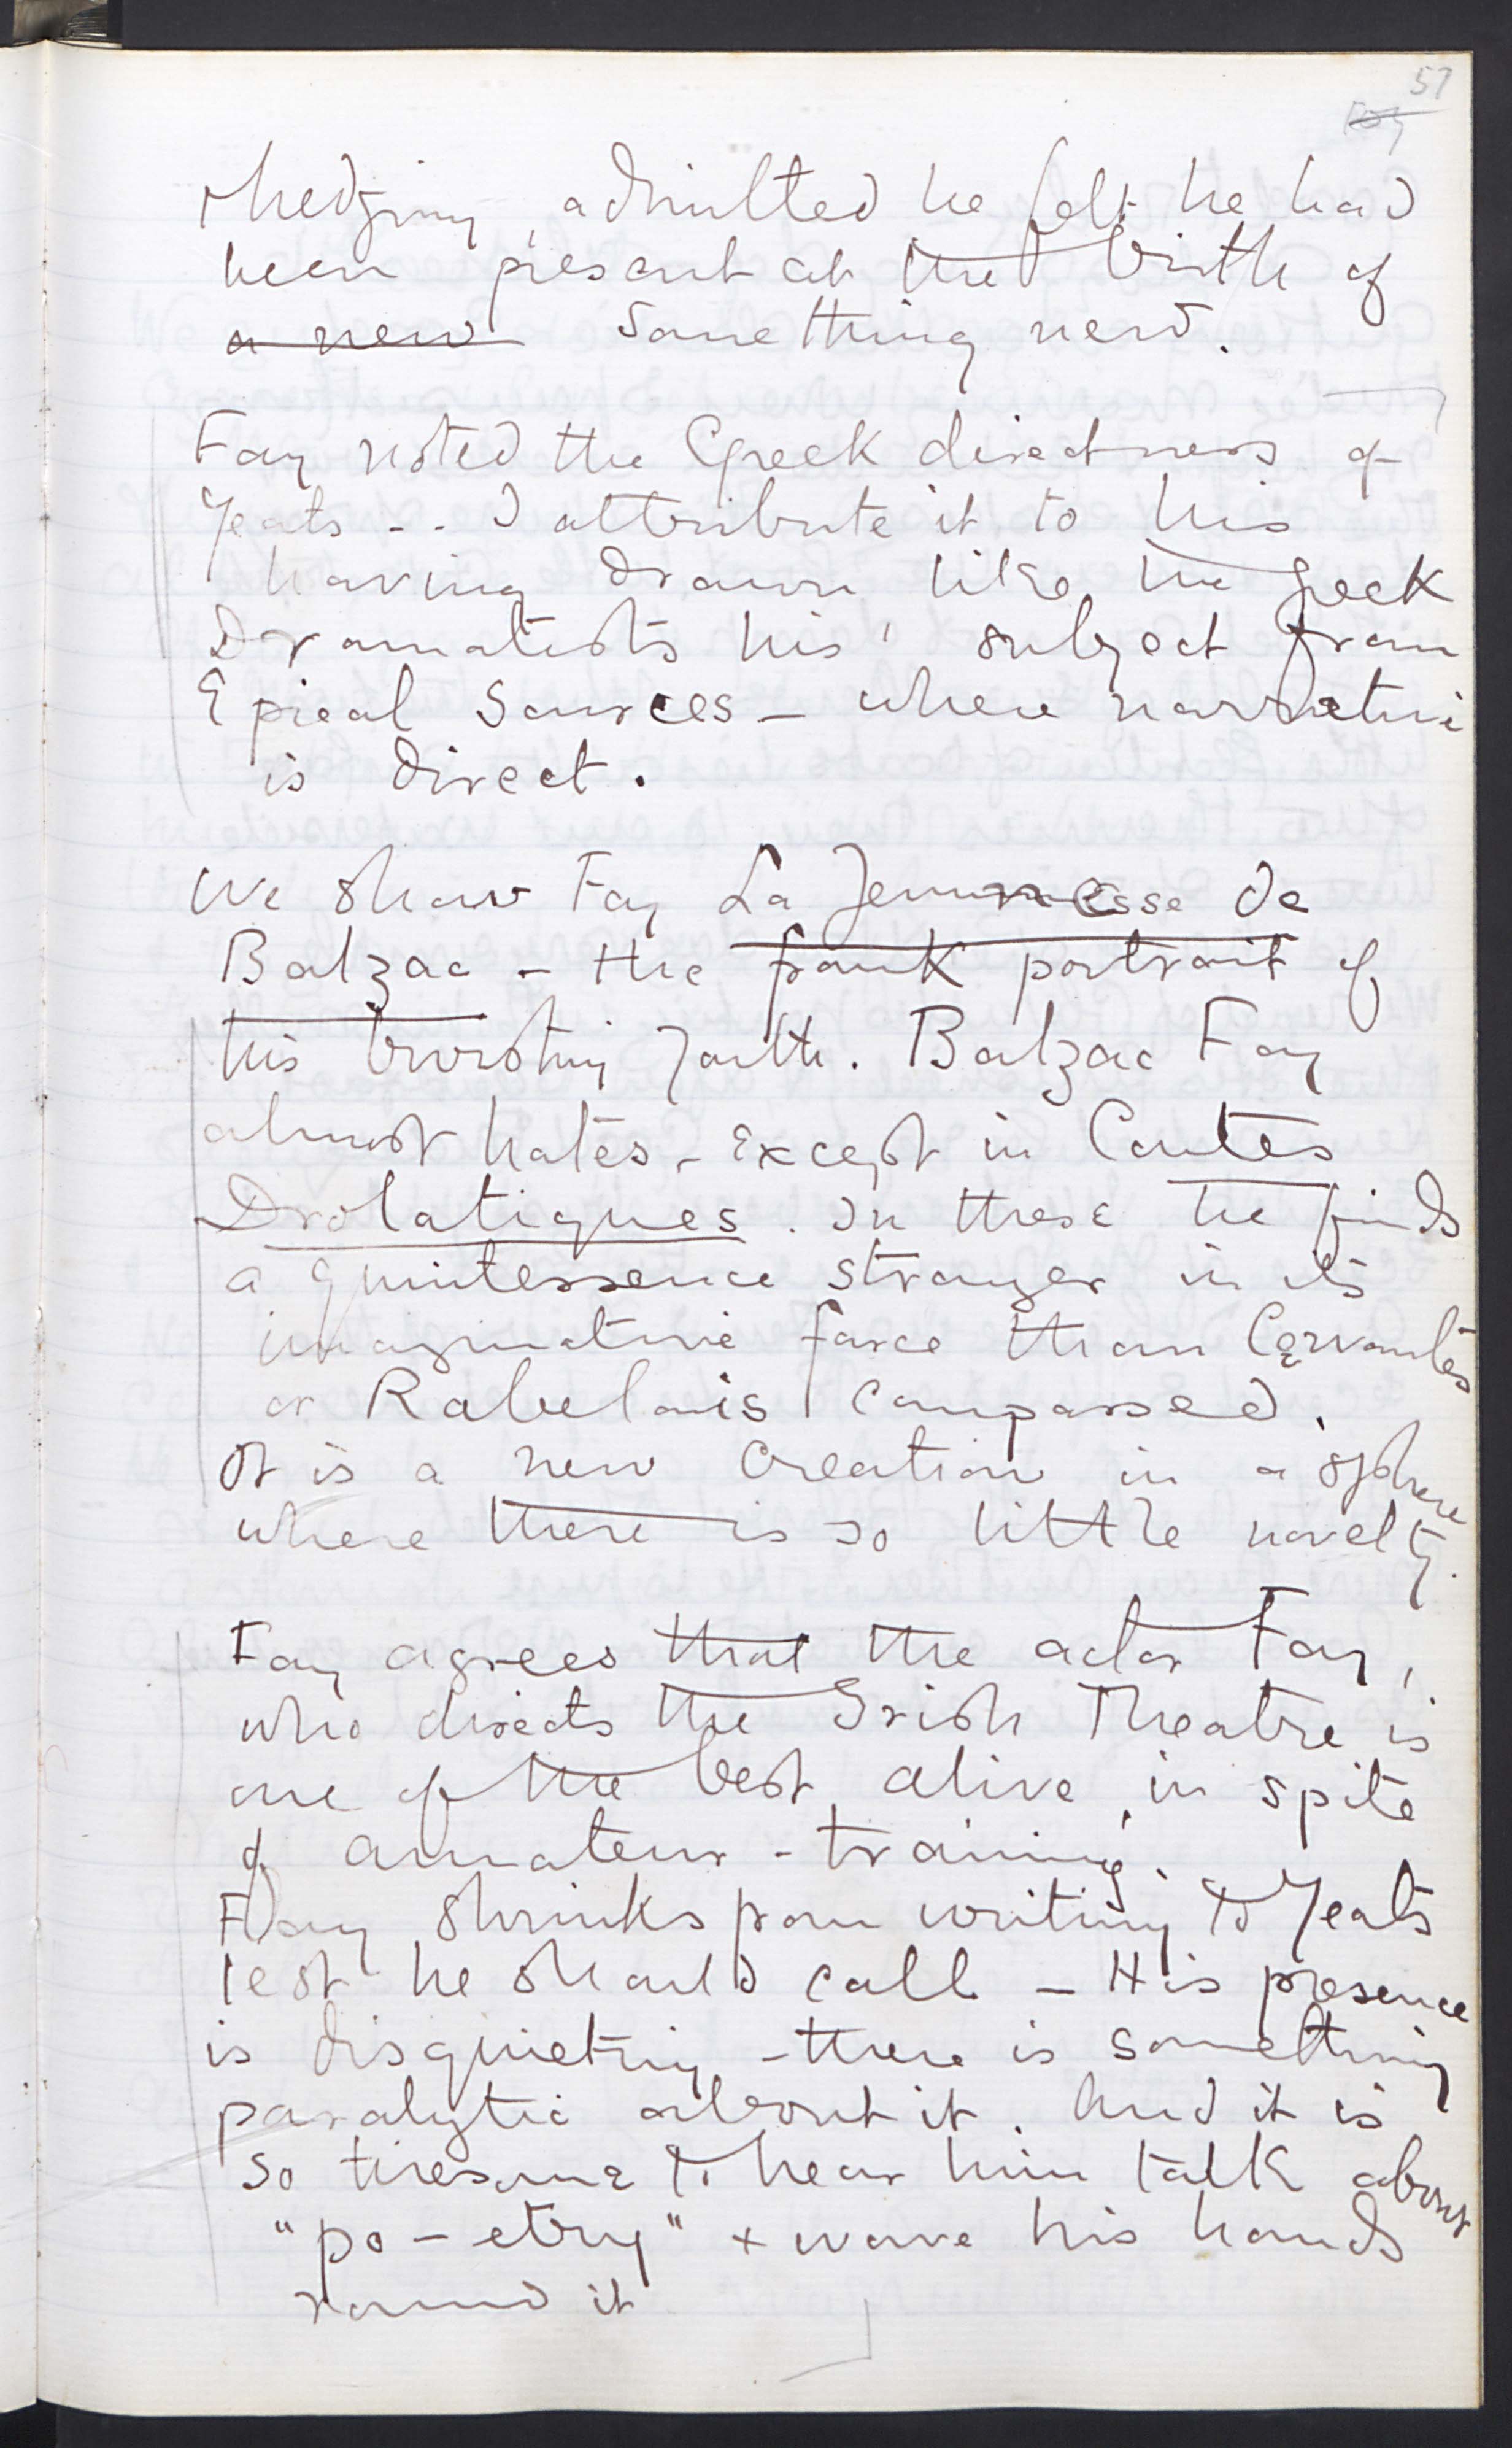 57
& hedging, admitted he felt he had
been present at the birth of
a new something new.
Fay noted the Greek directness of
Yeats -. I attribute it to his
having drawn like the Greek
Dramatists his subject from
Epical sources - where narrative
is direct.
We show Fay La Jeunesse de
Balzac - the frank portrait of
his bursting youth. Balzac Fay
almost hates - except in Contes
Drolatiques. In these he finds
a quintessence stronger in its
imaginative farce than Cervantes
or Rabelais compassed.
It is a new creation in a sphere
where there is so little novelty.
Fay agrees that the actor Fay,
who directs the Irish Theatre is
one of the best alive, in spite
of amateur-training.
Fay shrinks from writing to Yeats
lest he should call - His presence
is disquieting - there is something
paralytic about it. And it is
so tiresome to hear him talk about
"po-etry" + wave his hands
round it